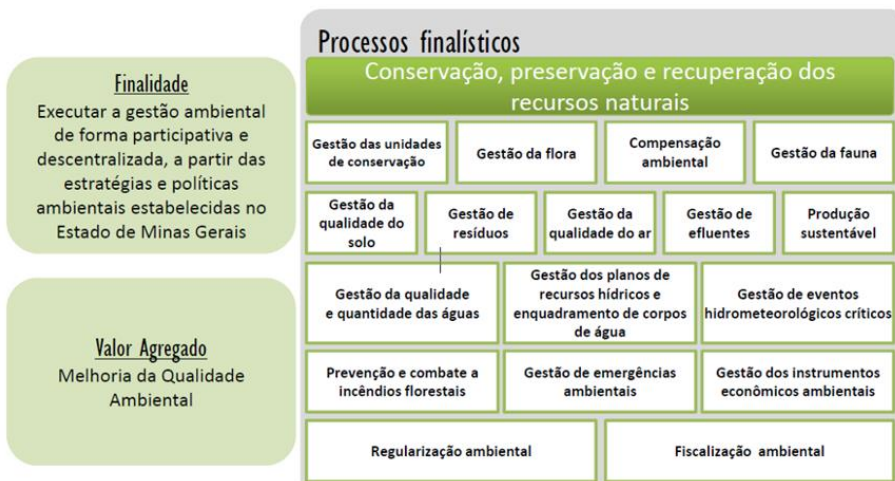 Finalidade
Executar a gestão ambiental
de forma participativa e
descentralizada, a partir das
estratégias e políticas
ambientais estabelecidas no
Estado de Minas Gerais
Valor Agregado
Melhoria da Qualidade
Ambiental
Processos finalísticos
Conservação, preservação e recuperação dos
recursos naturais
Gestão das unidades
de conservação
Gestão da flora
Compensação
ambiental
Gestão da fauna
Gestão da
qualidade do
solo
Gestão de
resíduos
Gestão da
qualidade do ar
Gestão de
efluentes
Produção
sustentável
Gestão da qualidade
e quantidade das águas
Gestão dos planos de
recursos hídricos e
enquadramento de corpos
de água
Gestão de eventos
hidrometeorológicos críticos
Prevenção e combate a
incêndios florestais
Gestão de emergências
ambientais
Gestão dos instrumentos
econômicos ambientais
Regularização ambiental
Fiscalização ambiental